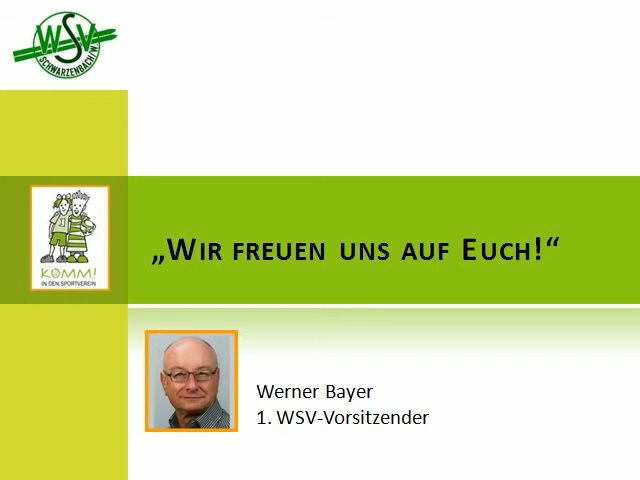 WSV
SCHWARZENBACH/W.
„WIR FREUEN UNS AUF EUCH!“
KOMM!
IN DEN SPORTVEREIN
Werner Bayer
1. WSV-Vorsitzender